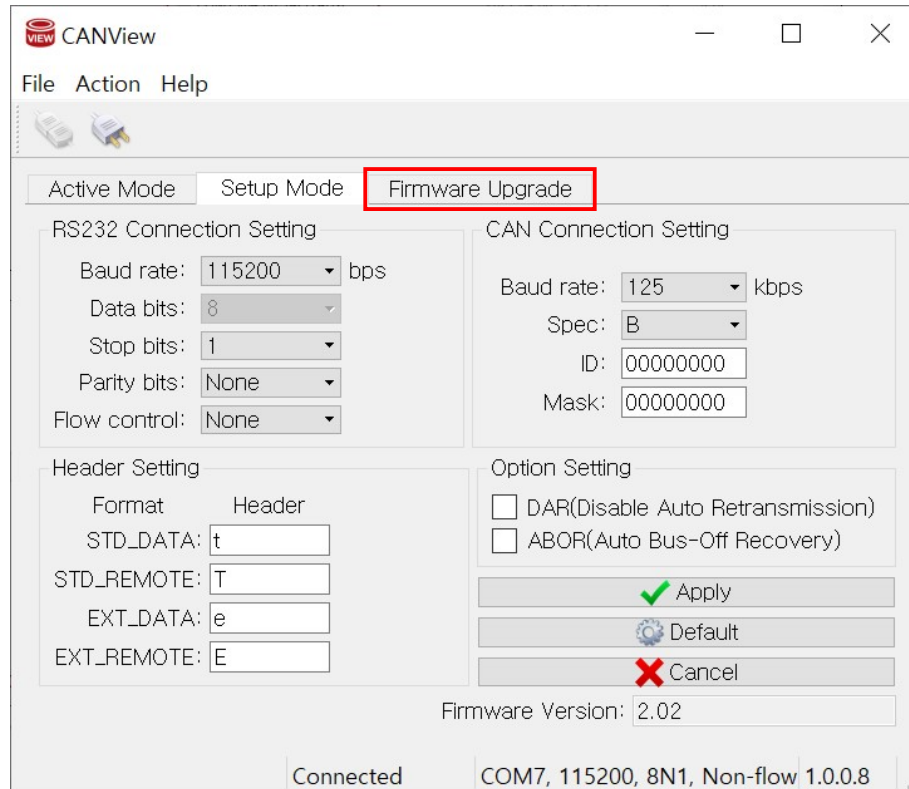 VIEW CANView
File Action Help
Active Mode Setup Mode Firmware Upgrade
RS232 Connection Setting
Baud rate: 115200 bps
Data bits: 8
Stop bits: 1
Parity bits: None
Flow control: None
CAN Connection Setting
Baud rate: 125 kbps
Spec: B
ID: 00000000
Mask: 00000000
Header Setting
Format Header
STD_DATA: t
STD_REMOTE: T
EXT_DATA: e
EXT_REMOTE: E
Option Setting
DAR(Disable Auto Retransmission)
ABOR(Auto Bus-Off Recovery)
Apply
Default
Cancel
Firmware Version: 2.02
Connected COM7, 115200, 8N1, Non-flow 1.0.0.8